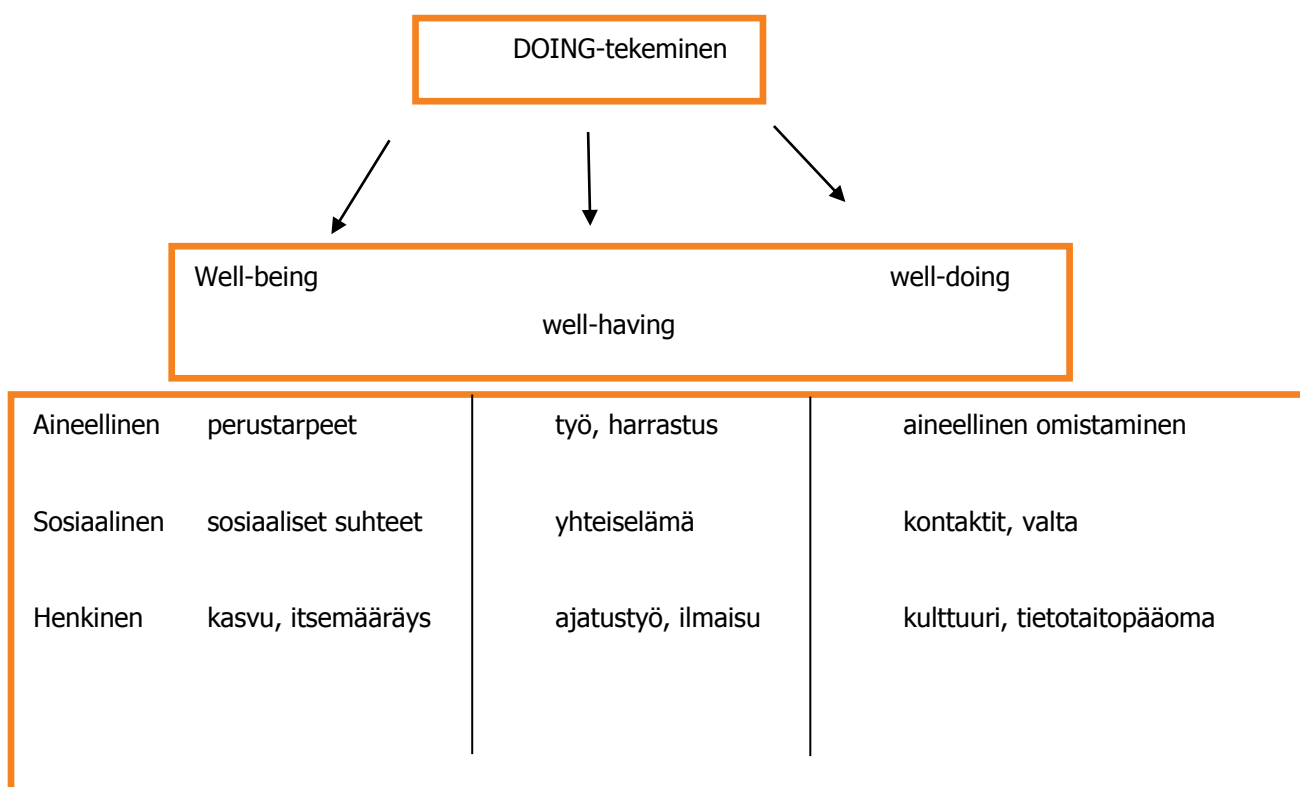 DOING-tekeminen
Well-being well-doing
well-having
Aineellinen perustarpeet työ, harrastus aineellinen omistaminen
Sosiaalinen sosiaaliset suhteet yhteiselämä kontaktit, valta
Henkinen kasvu, itsemääräys ajatustyö, ilmaisu kulttuuri, tietotaitopääoma